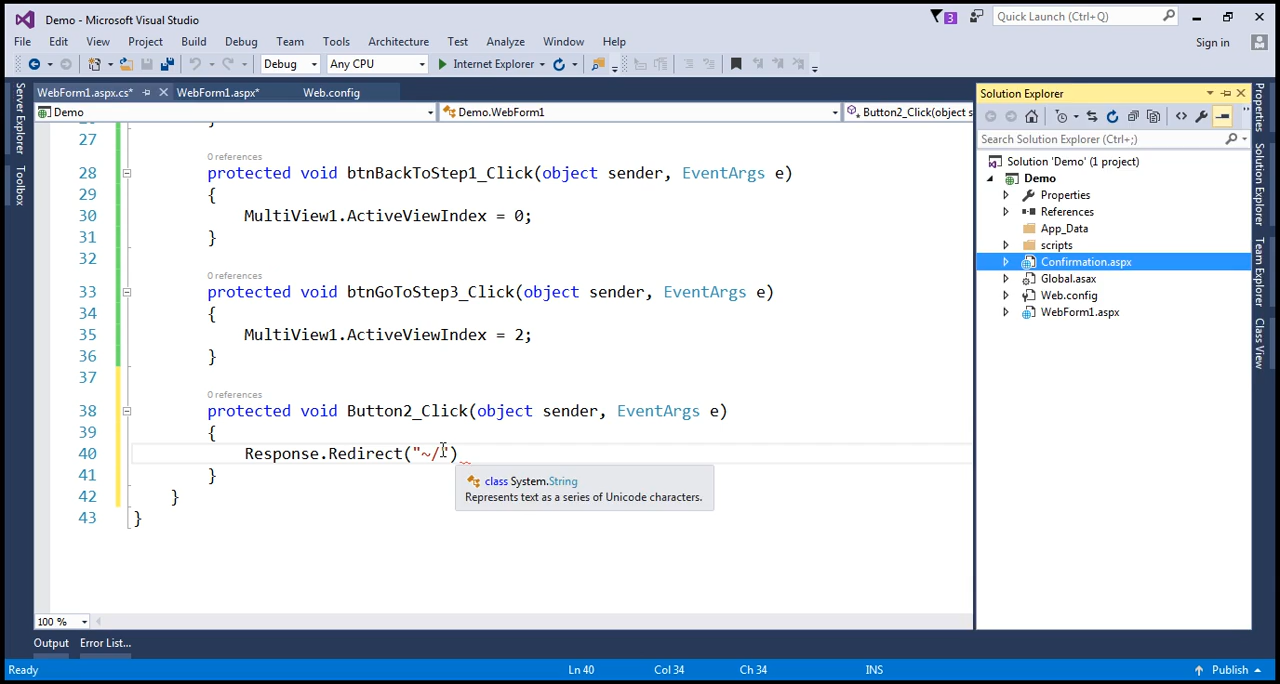 Demo - Microsoft Visual Studio
3
Quick Launch (Ctrl+Q)
File Edit View Project Build Debug Team Tools Architecture Test Analyze Window Help
Sign in
Debug Any CPU Internet Explorer
WebForm1.aspx.cs* WebForm1.aspx* Web.config
Demo Demo.WebForm1 Button2_Click(object s
Server Explorer
Toolbox
27
0 references
28 protected void btnBackToStep1_Click(object sender, EventArgs e)
29 {
30 MultiView1.ActiveViewIndex = 0;
31 }
32
0 references
33 protected void btnGoToStep3_Click(object sender, EventArgs e)
34 {
35 MultiView1.ActiveViewIndex = 2;
36 }
37
0 references
38 protected void Button2_Click(object sender, EventArgs e)
39 {
40 Response.Redirect("~/")
41 }
42 }
43 }
class System.String
Represents text as a series of Unicode characters.
100 %
Solution Explorer
Search Solution Explorer (Ctrl+;)
Solution 'Demo' (1 project)
Demo
Properties
References
App_Data
scripts
Confirmation.aspx
Global.asax
Web.config
WebForm1.aspx
Properties
Solution Explorer
Team Explorer
Class View
Output Error List...
Ready Ln 40 Col 34 Ch 34 INS Publish